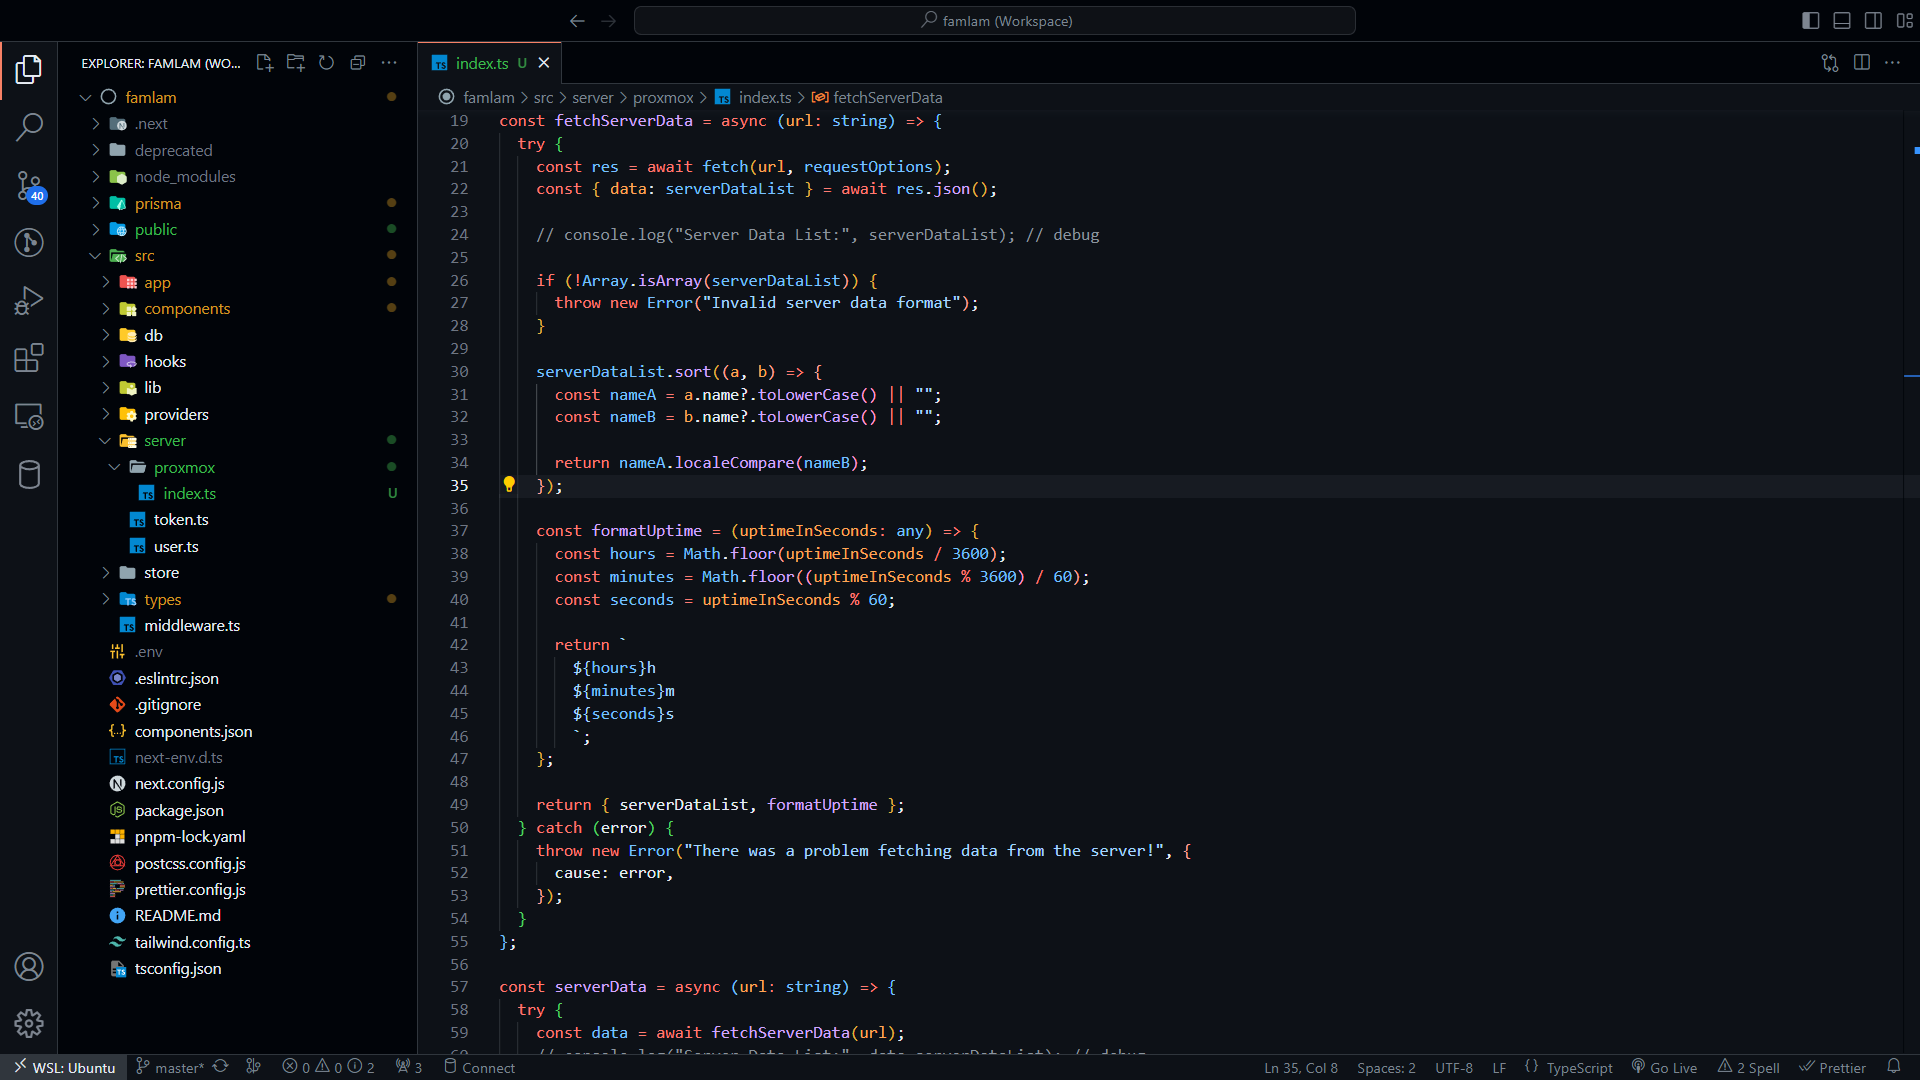 famlam (Workspace)
EXPLORER: FAMLAM (WO...
index.ts U
famlam
.next
deprecated
node_modules
prisma
public
src
app
components
db
hooks
lib
providers
server
proxmox
index.ts U
token.ts
user.ts
store
types
middleware.ts
.env
.eslintrc.json
.gitignore
components.json
next-env.d.ts
next.config.js
package.json
pnpm-lock.yaml
postcss.config.js
prettier.config.js
README.md
tailwind.config.ts
tsconfig.json
40
famlam > src > server > proxmox > index.ts > fetchServerData
19 const fetchServerData = async (url: string) => {
20 try {
21 const res = await fetch(url, requestOptions);
22 const { data: serverDataList } = await res.json();
23
24 // console.log("Server Data List:", serverDataList); // debug
25
26 if (!Array.isArray(serverDataList)) {
27 throw new Error("Invalid server data format");
28 }
29
30 serverDataList.sort((a, b) => {
31 const nameA = a.name?.toLowerCase() || "";
32 const nameB = b.name?.toLowerCase() || "";
33
34 return nameA.localeCompare(nameB);
35 });
36
37 const formatUptime = (uptimeInSeconds: any) => {
38 const hours = Math.floor(uptimeInSeconds / 3600);
39 const minutes = Math.floor((uptimeInSeconds % 3600) / 60);
40 const seconds = uptimeInSeconds % 60;
41
42 return `
43 ${hours}h
44 ${minutes}m
45 ${seconds}s
46 `;
47 };
48
49 return { serverDataList, formatUptime };
50 } catch (error) {
51 throw new Error("There was a problem fetching data from the server!", {
52 cause: error,
53 });
54 }
55 };
56
57 const serverData = async (url: string) => {
58 try {
59 const data = await fetchServerData(url);
WSL: Ubuntu master* 0 0 2 3 Connect Ln 35, Col 8 Spaces: 2 UTF-8 LF {} TypeScript Go Live 2 Spell Prettier